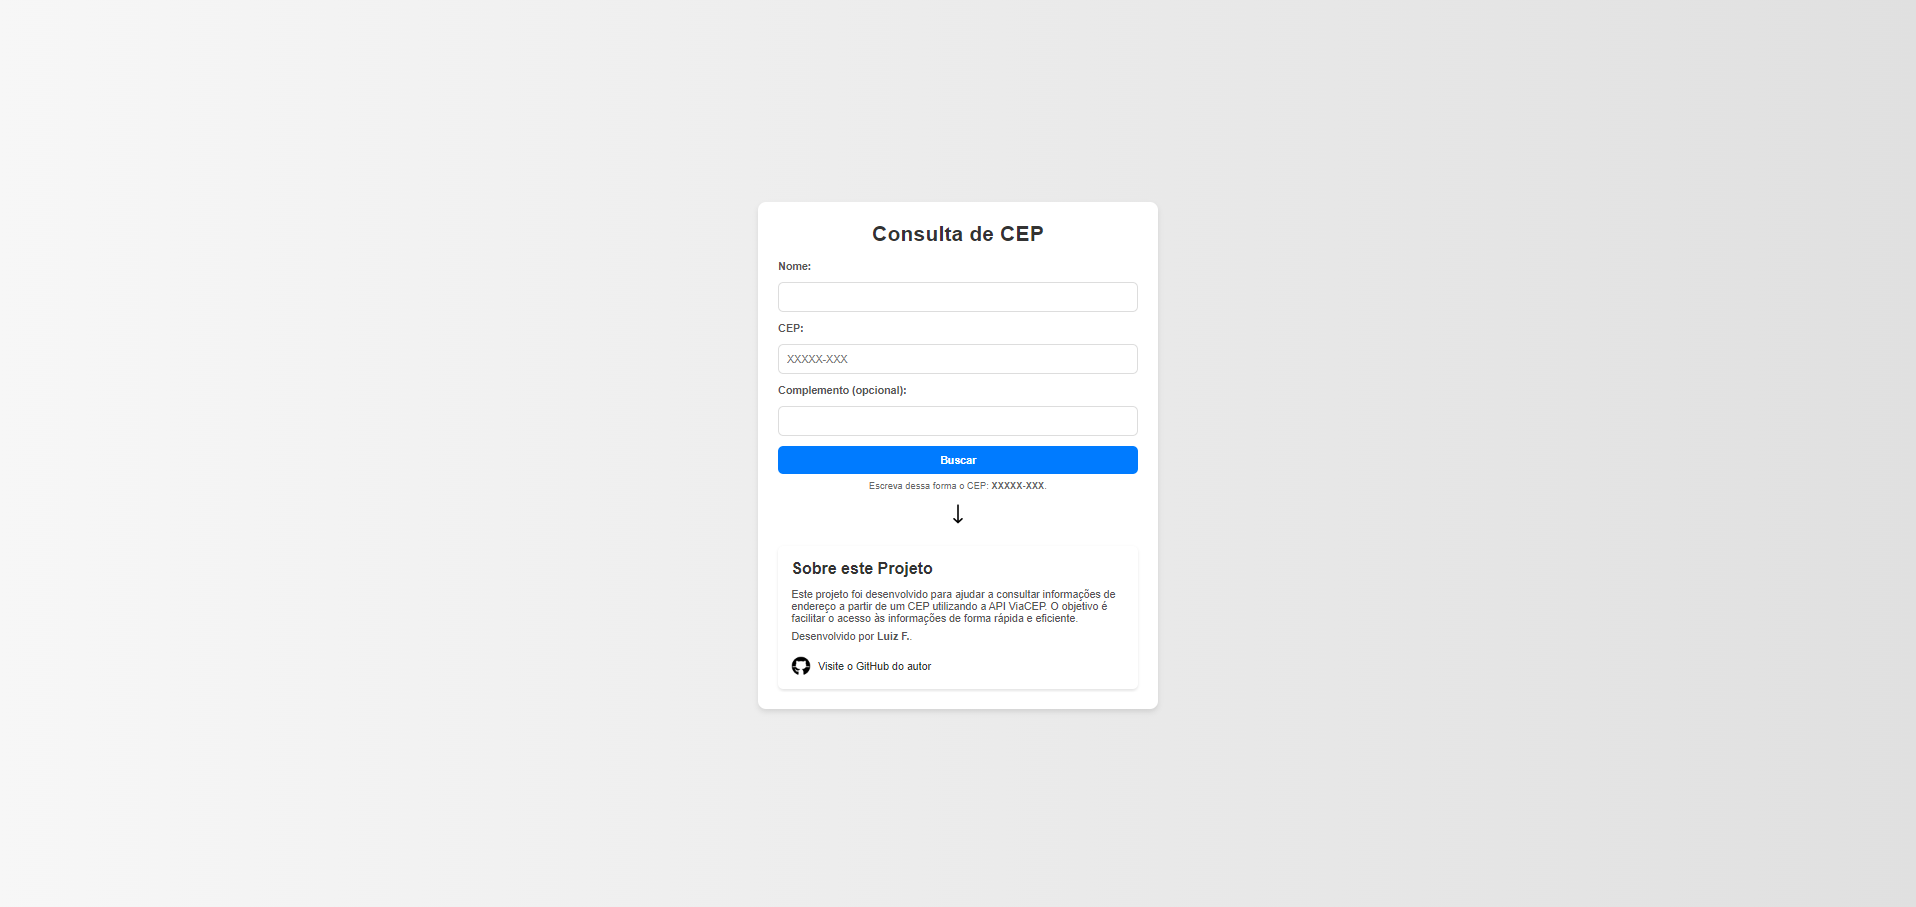 Consulta de CEP
Nome:
CEP:
XXXXX-XXX
Complemento (opcional):
Buscar
Escreva dessa forma o CEP: XXXXX-XXX.
Sobre este Projeto
Este projeto foi desenvolvido para ajudar a consultar informações de
endereço a partir de um CEP utilizando a API ViaCEP. O objetivo é
facilitar o acesso às informações de forma rápida e eficiente.
Desenvolvido por Luiz F..
Visite o GitHub do autor